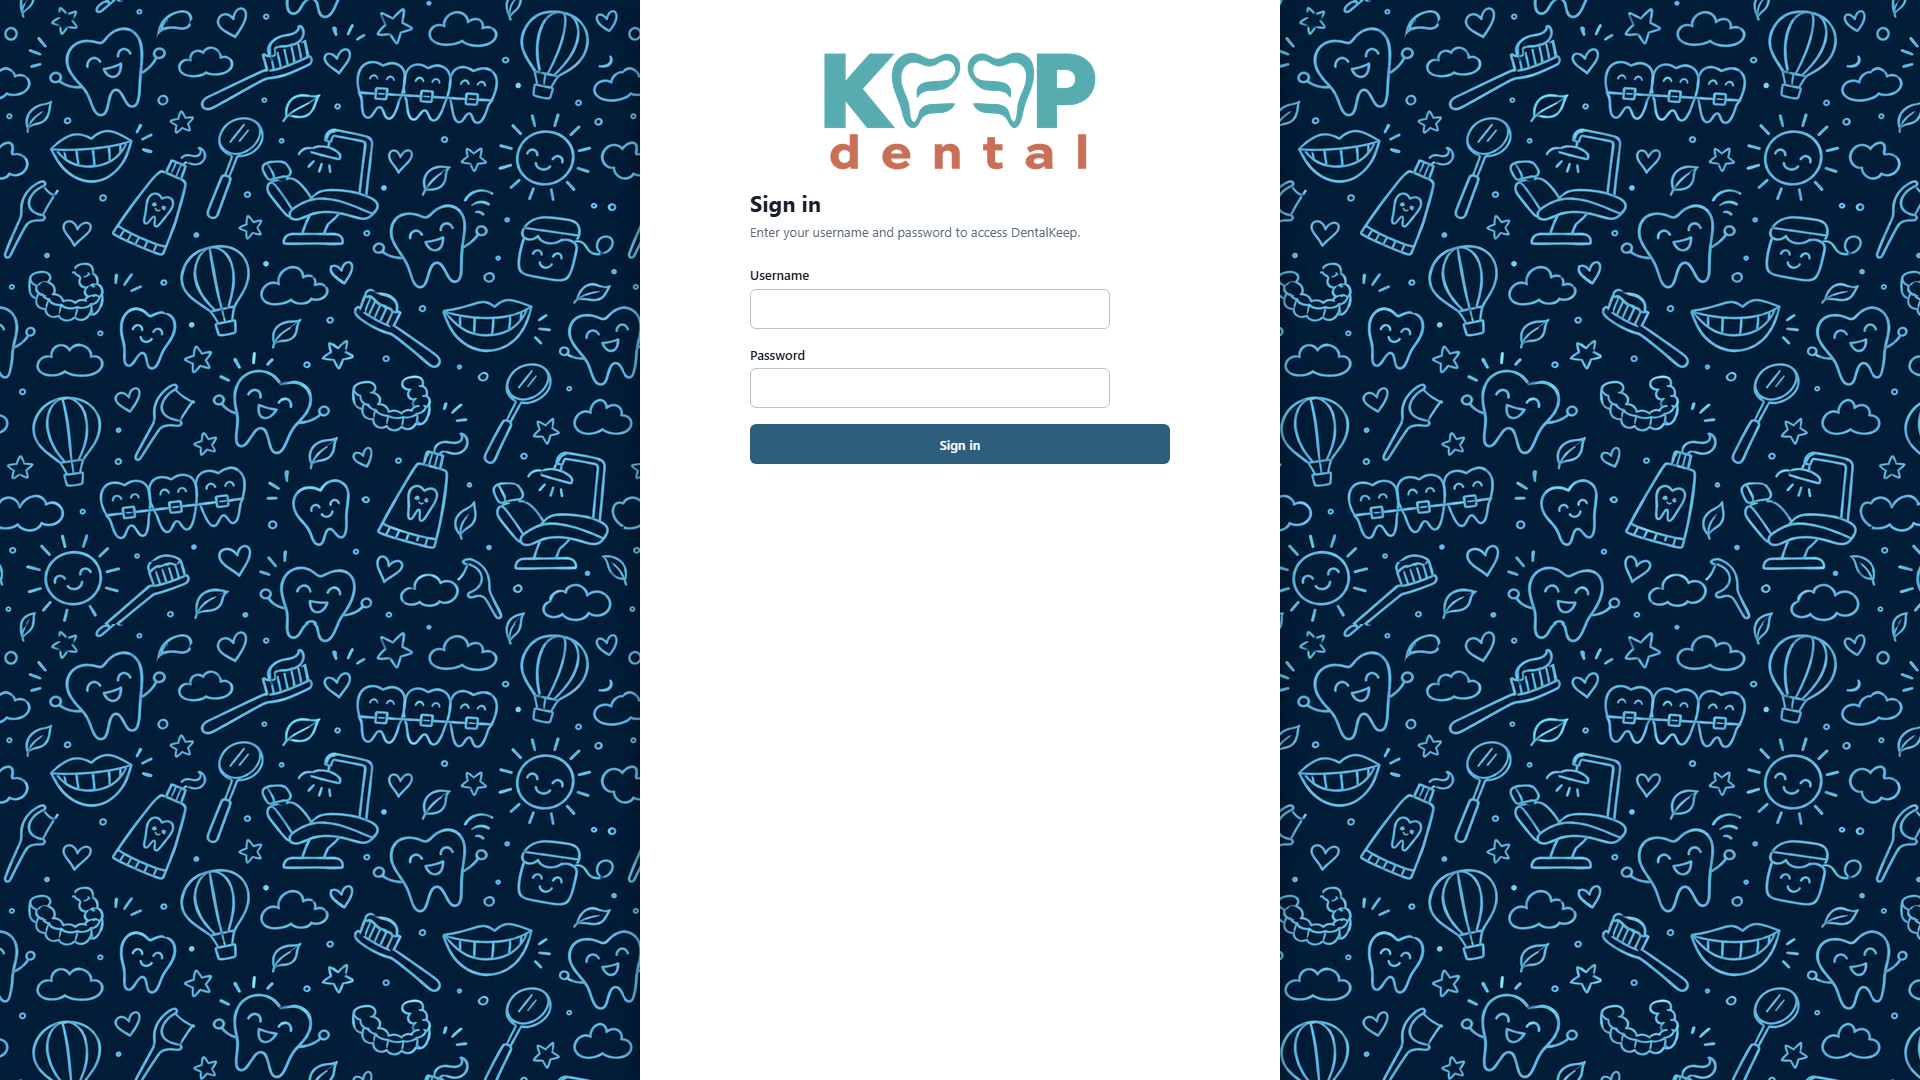 KEEP
dental
Sign in
Enter your username and password to access DentalKeep.
Username
Password
Sign in